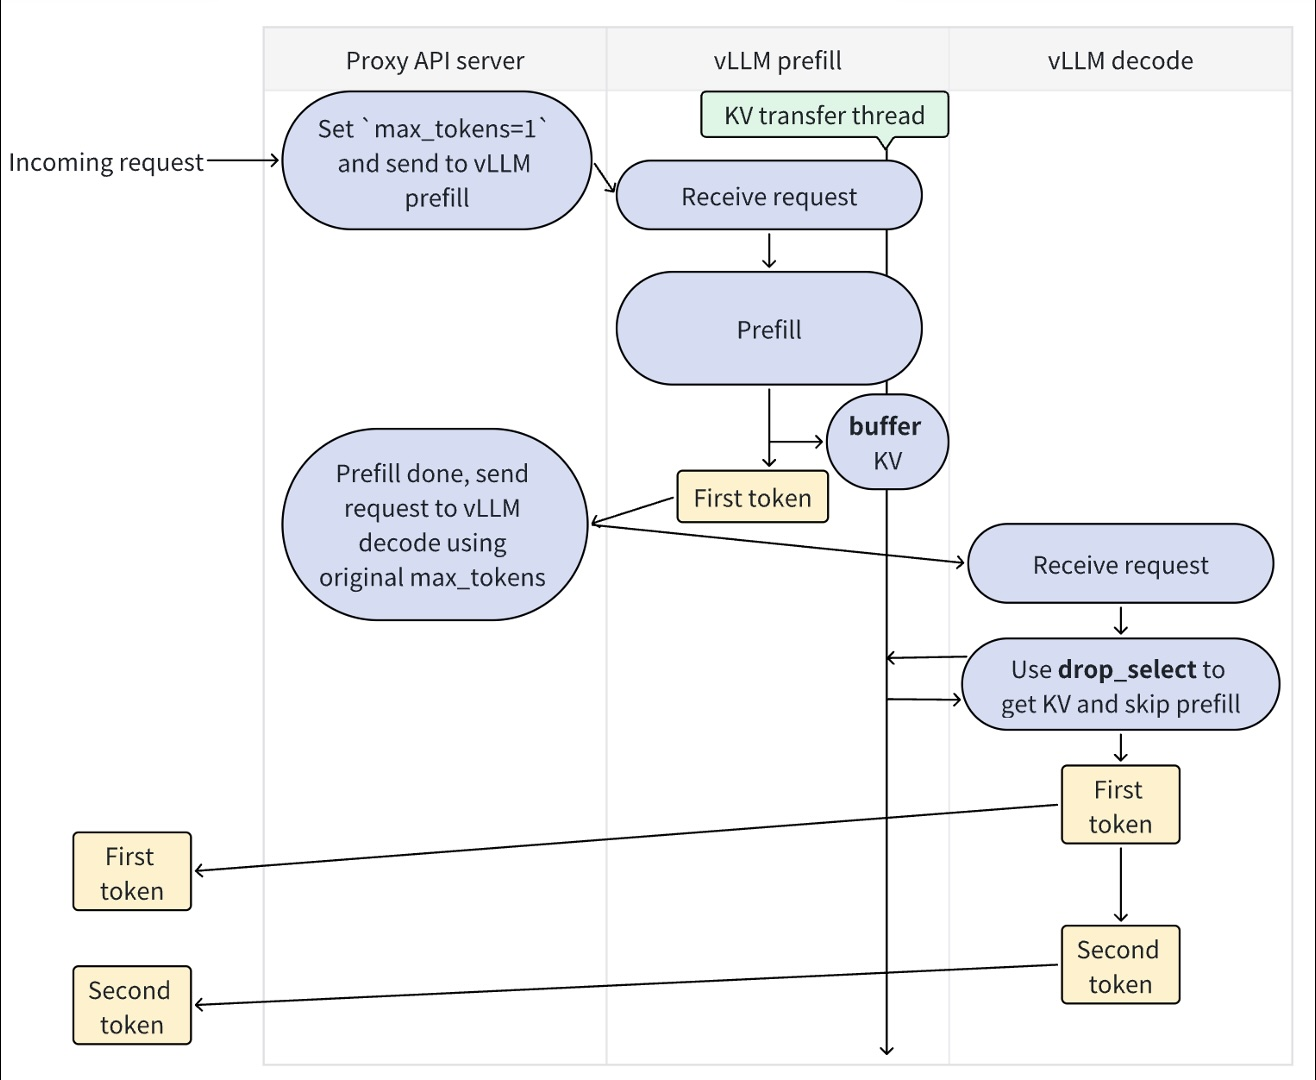 Proxy API server
vLLM prefill
vLLM decode
KV transfer thread
Incoming request
Set `max_tokens=1`
and send to vLLM
prefill
Receive request
Prefill
buffer
KV
First token
Prefill done, send
request to vLLM
decode using
original max_tokens
Receive request
Use drop_select to
get KV and skip prefill
First
token
First
token
Second
token
Second
token